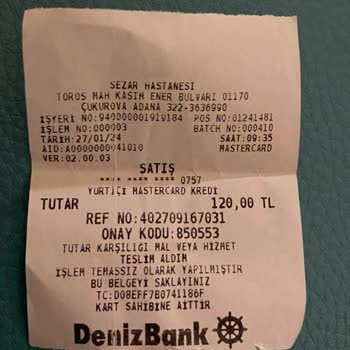 SEZAR HASTANESI
TOROS MAH KASIM ENER BULVARI 01170
ÇUKUROVA ADANA 322-3636990
İŞYERİ NO:940000001919184 POS NO:01241481
İŞLEM NO:000003 BATCH NO:000410
TARİH:27/01/24 SAAT:09:35
AID:A0000000041010 MASTERCARD
VER:02.00.03
SATIŞ
**** **** **** 0757
YURTİÇİ MASTERCARD KREDİ
TUTAR 120,00 TL
REF NO:402709167031
ONAY KODU:850553
TUTAR KARŞILIĞI MAL VEYA HİZMET
TESLİM ALDIM
İŞLEM TEMASSIZ OLARAK YAPILMIŞTIR
BU BELGEYİ SAKLAYINIZ
TC:D08EFF7B0741186F
KART SAHİBİNE AİTTİR
DenizBank